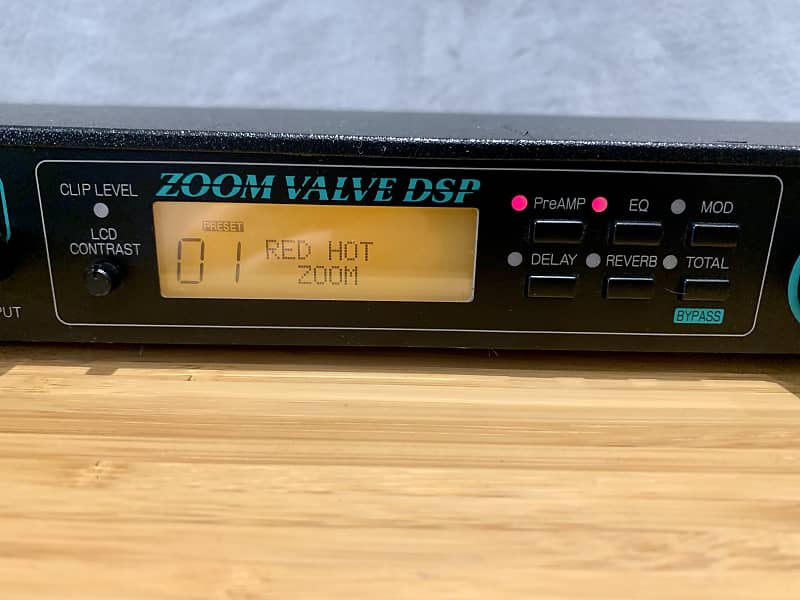 CLIP LEVEL
ZOOM VALVE DSP
LCD
CONTRAST
PRESET
01 RED HOT
ZOOM
PreAMP EQ MOD
DELAY REVERB TOTAL
BYPASS